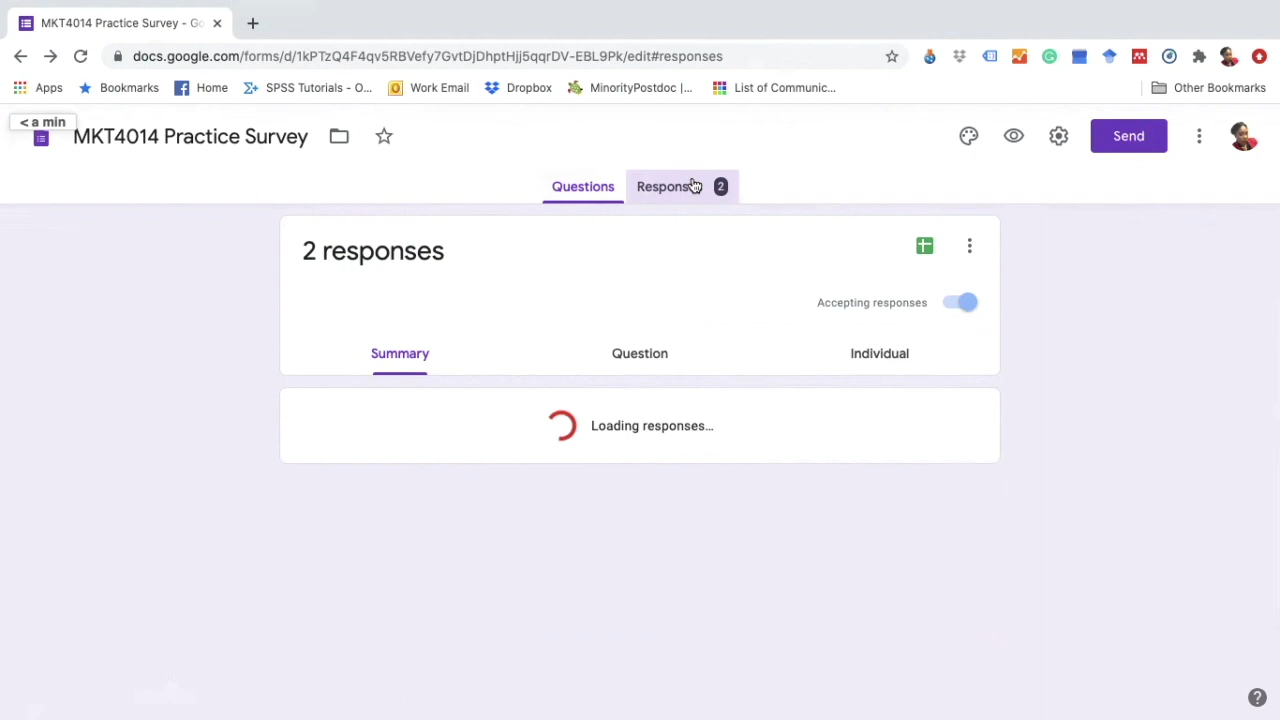 MKT4014 Practice Survey - Go
docs.google.com/forms/d/1kPTzQ4F4qv5RBVefy7GvtDjDhptHjj5qqrDV-EBL9Pk/edit#responses
Apps Bookmarks Home SPSS Tutorials - O... Work Email Dropbox MinorityPostdoc |... List of Communic... Other Bookmarks
< a min
MKT4014 Practice Survey Send
Questions Respons 2
2 responses
Accepting responses
Summary Question Individual
Loading responses...